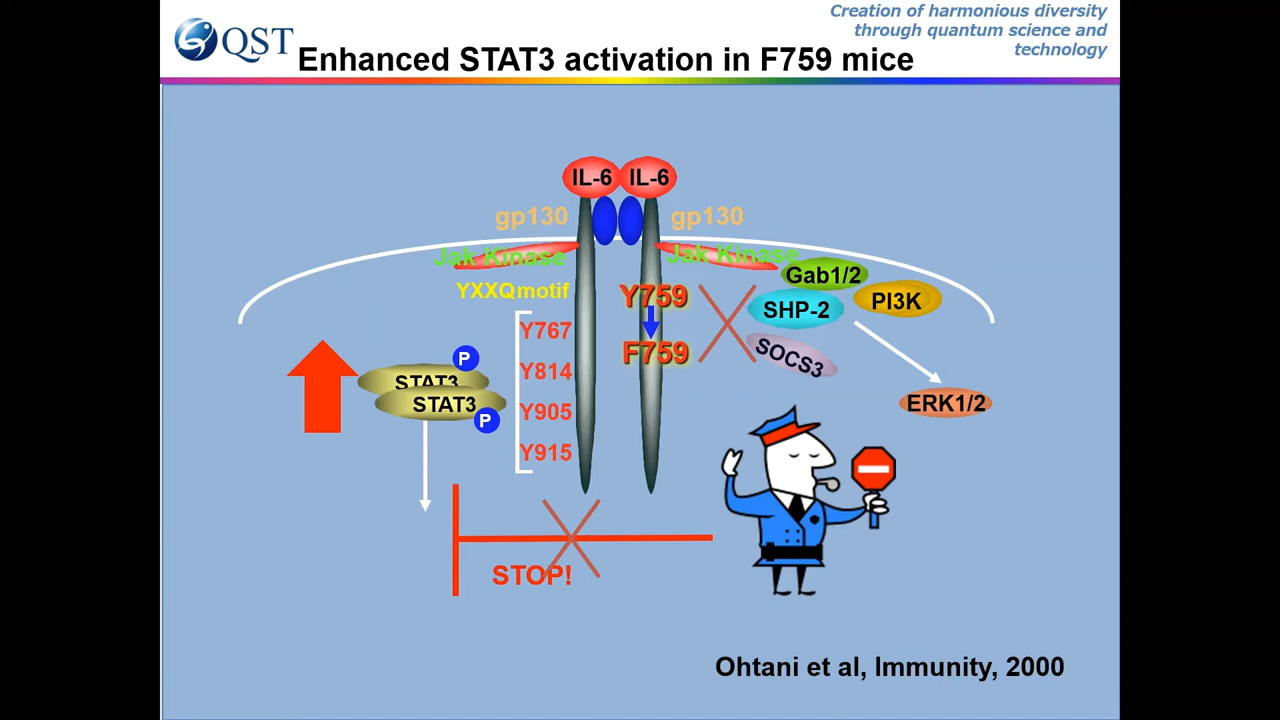 QST
Creation of harmonious diversity
through quantum science and
technology
Enhanced STAT3 activation in F759 mice
IL-6
IL-6
gp130
gp130
Jak Kinase
Jak Kinase
YXXQmotif
Y767
Y814
Y905
Y915
Y759
F759
Gab1/2
SHP-2
PI3K
SOCS3
ERK1/2
P
STAT3
STAT3
P
STOP!
Ohtani et al, Immunity, 2000